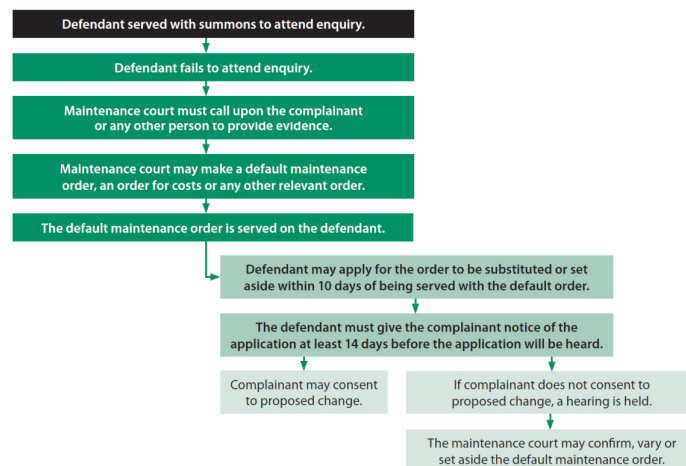 Defendant served with summons to attend enquiry.
Defendant fails to attend enquiry.
Maintenance court must call upon the complainant
or any other person to provide evidence.
Maintenance court may make a default maintenance
order, an order for costs or any other relevant order.
The default maintenance order is served on the defendant.
Defendant may apply for the order to be substituted or set
aside within 10 days of being served with the default order.
The defendant must give the complainant notice of the
application at least 14 days before the application will be heard.
Complainant may consent
to proposed change.
If complainant does not consent to
proposed change, a hearing is held.
The maintenance court may confirm, vary or
set aside the default maintenance order.